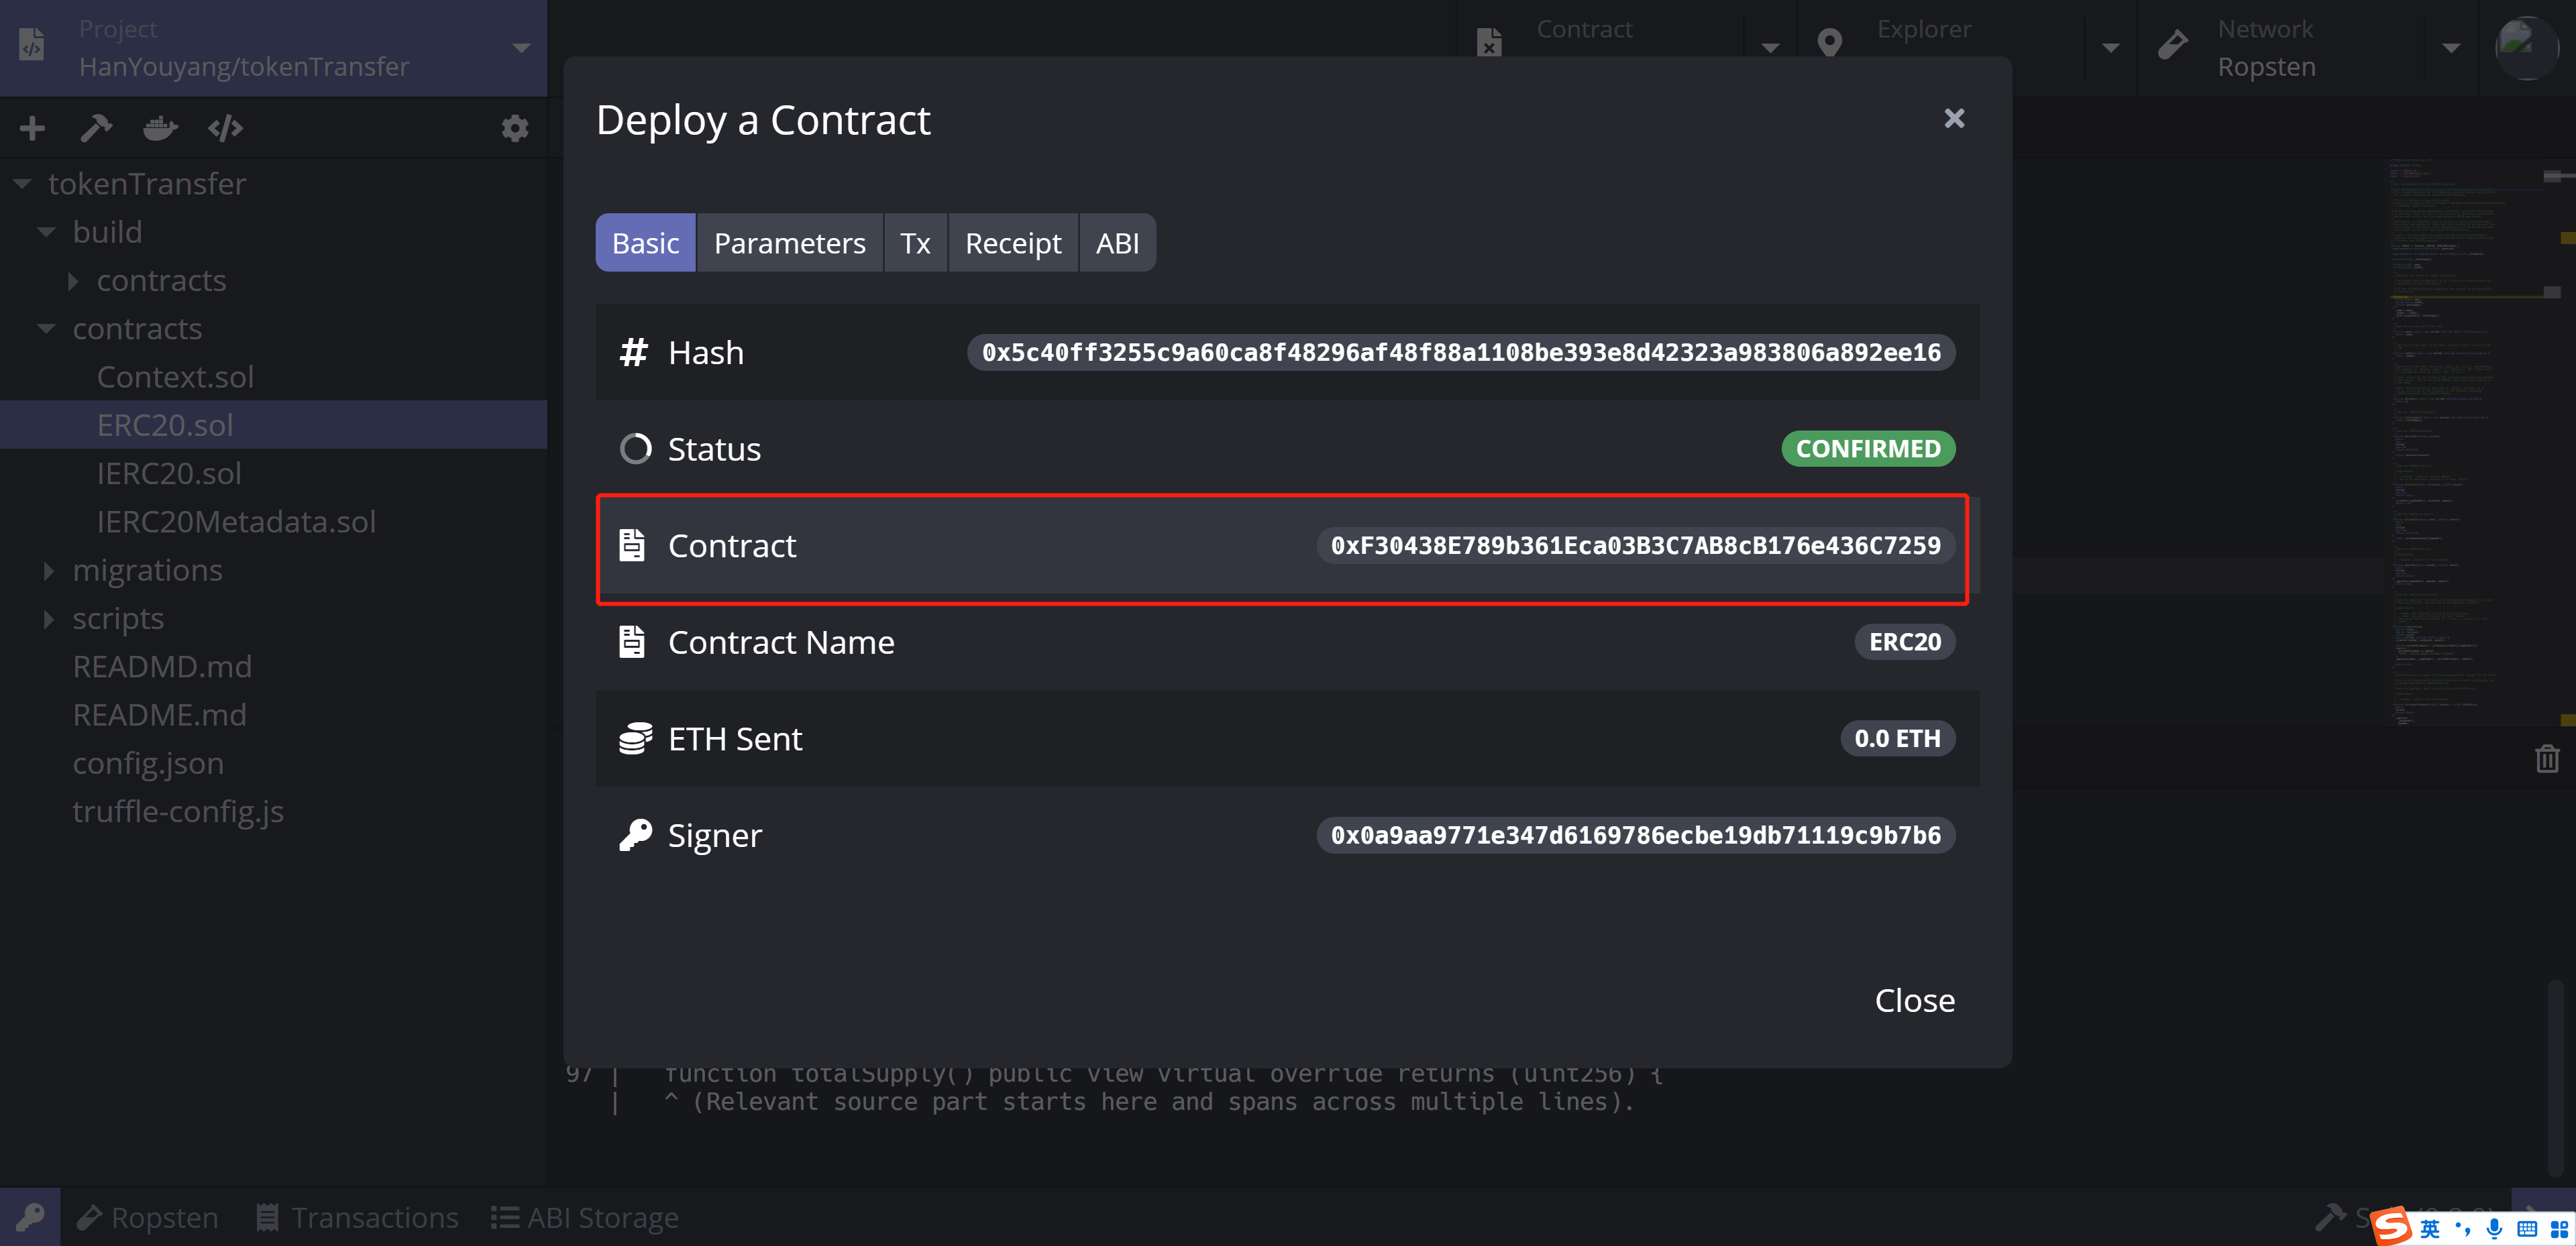 Project
HanYouyang/tokenTransfer
Contract
Explorer
Network
Ropsten
Deploy a Contract
Basic
Parameters
Tx
Receipt
ABI
tokenTransfer
build
contracts
contracts
Context.sol
ERC20.sol
IERC20.sol
IERC20Metadata.sol
migrations
scripts
READMD.md
README.md
config.json
truffle-config.js
Hash
0x5c40ff3255c9a60ca8f48296af48f88a1108be393e8d42323a983806a892ee16
Status
CONFIRMED
Contract
0xF30438E789b361Eca03B3C7AB8cB176e436C7259
Contract Name
ERC20
ETH Sent
0.0 ETH
Signer
0x0a9aa9771e347d6169786ecbe19db71119c9b7b6
Close
97 | function totalSupply() public view virtual override returns (uint256) {
| ^ (Relevant source part starts here and spans across multiple lines).
Ropsten
Transactions
ABI Storage
英